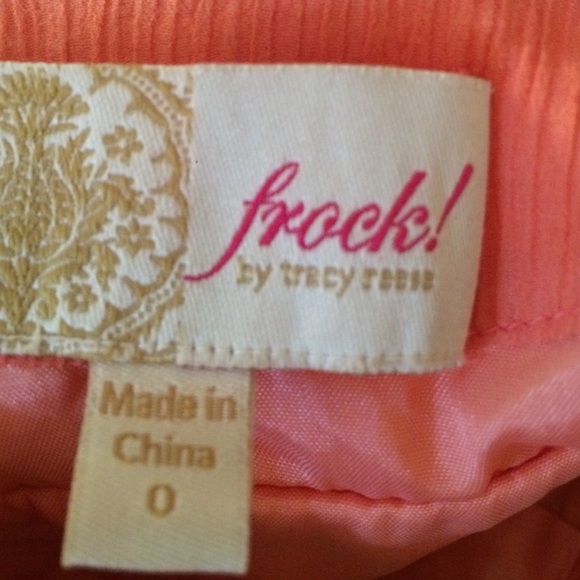 frock!
by tracy reese
Made in
China
0